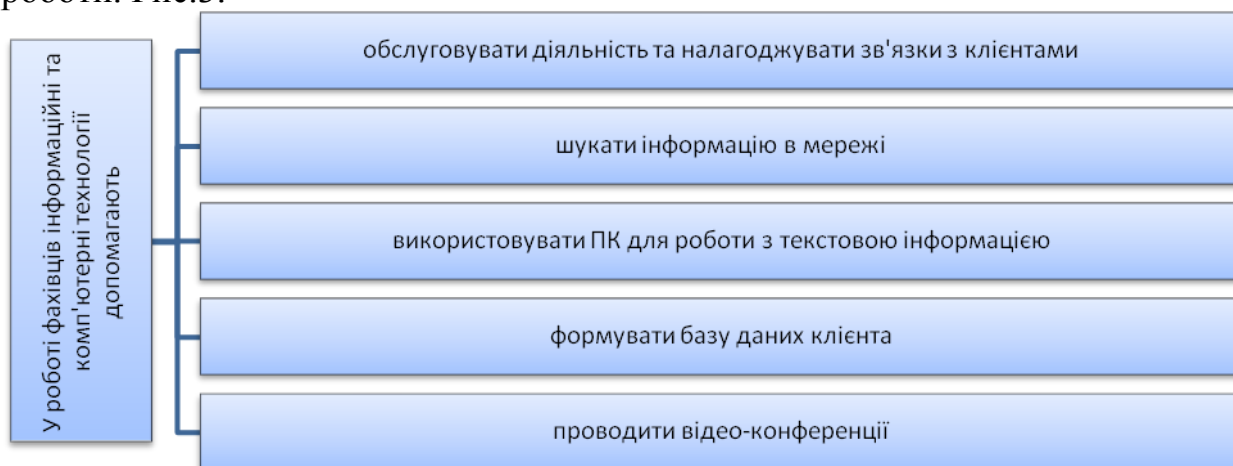 роботи. Рис.3.
У роботі фахівців інформаційні та
комп'ютерні технології
допомагають
обслуговувати діяльність та налагоджувати зв'язки з клієнтами
шукати інформацію в мережі
використовувати ПК для роботи з текстовою інформацією
формувати базу даних клієнта
проводити відео-конференції